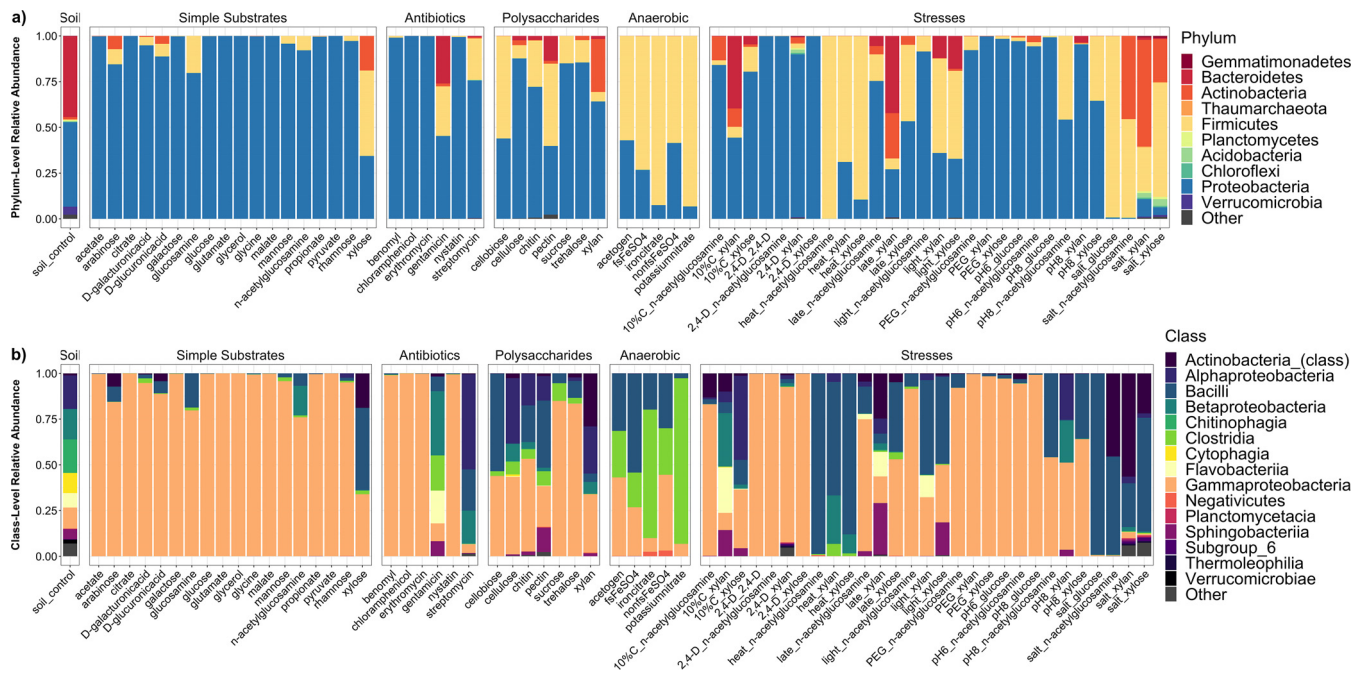 a)
Soil Simple Substrates Antibiotics Polysaccharides Anaerobic Stresses
Phylum-Level Relative Abundance
1.00
0.75
0.50
0.25
0.00
soil_control
acetate
arabinose
citrate
D-galacturonicacid
D-glucuronicacid
galactose
glucosamine
glucose
glutamate
glycerol
glycine
malate
mannose
n-acetylglucosamine
propionate
pyruvate
rhamnose
xylose
benomyl
chloramphenicol
erythromycin
gentamicin
nystatin
streptomycin
cellobiose
cellulose
chitin
pectin
sucrose
trehalose
xylan
acetogen
fsFeSO4
ironcitrate
nonfsFeSO4
potassiumnitrate
10%C_n-acetylglucosamine
10%C_xylan
10%C_xylose
2,4-D_2,4-D
2,4-D_n-acetylglucosamine
2,4-D_xylan
2,4-D_xylose
heat_n-acetylglucosamine
heat_xylan
heat_xylose
late_n-acetylglucosamine
late_xylan
late_xylose
light_n-acetylglucosamine
light_xylan
light_xylose
PEG_n-acetylglucosamine
PEG_xylan
PEG_xylose
pH6_glucose
pH6_n-acetylglucosamine
pH8_glucose
pH8_n-acetylglucosamine
pH8_xylan
pH8_xylose
salt_glucose
salt_n-acetylglucosamine
salt_xylan
salt_xylose
Phylum
Gemmatimonadetes
Bacteroidetes
Actinobacteria
Thaumarchaeota
Firmicutes
Planctomycetes
Acidobacteria
Chloroflexi
Proteobacteria
Verrucomicrobia
Other
b)
Soil Simple Substrates Antibiotics Polysaccharides Anaerobic Stresses
Class-Level Relative Abundance
1.00
0.75
0.50
0.25
0.00
soil_control
acetate
arabinose
citrate
D-galacturonicacid
D-glucuronicacid
galactose
glucosamine
glucose
glutamate
glycerol
glycine
malate
mannose
n-acetylglucosamine
propionate
pyruvate
rhamnose
xylose
benomyl
chloramphenicol
erythromycin
gentamicin
nystatin
streptomycin
cellobiose
cellulose
chitin
pectin
sucrose
trehalose
xylan
acetogen
fsFeSO4
ironcitrate
nonfsFeSO4
potassiumnitrate
10%C_n-acetylglucosamine
10%C_xylan
10%C_xylose
2,4-D_2,4-D
2,4-D_n-acetylglucosamine
2,4-D_xylan
2,4-D_xylose
heat_n-acetylglucosamine
heat_xylan
heat_xylose
late_n-acetylglucosamine
late_xylan
late_xylose
light_n-acetylglucosamine
light_xylan
light_xylose
PEG_n-acetylglucosamine
PEG_xylan
PEG_xylose
pH6_glucose
pH6_n-acetylglucosamine
pH8_glucose
pH8_n-acetylglucosamine
pH8_xylan
pH8_xylose
salt_glucose
salt_n-acetylglucosamine
salt_xylan
salt_xylose
Class
Actinobacteria_(class)
Alphaproteobacteria
Bacilli
Betaproteobacteria
Chitinophagia
Clostridia
Cytophagia
Flavobacteriia
Gammaproteobacteria
Negativicutes
Planctomycetacia
Sphingobacteriia
Subgroup_6
Thermoleophilia
Verrucomicrobiae
Other